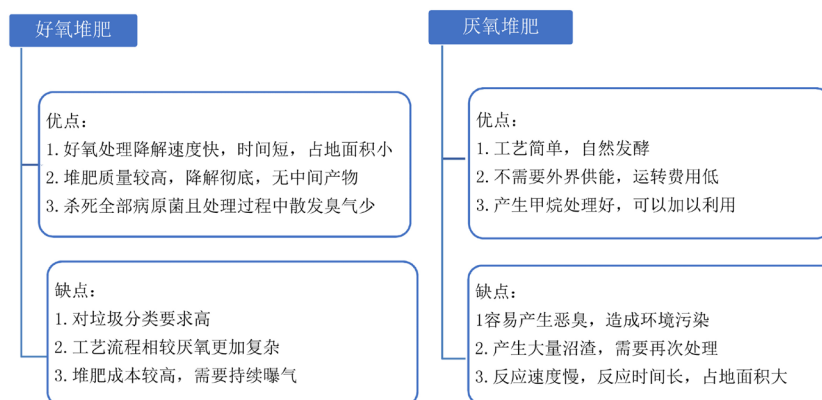 好氧堆肥
优点：
1.好氧处理降解速度快，时间短，占地面积小
2.堆肥质量较高，降解彻底，无中间产物
3.杀死全部病原菌且处理过程中散发臭气少
缺点：
1.对垃圾分类要求高
2.工艺流程相较厌氧更加复杂
3.堆肥成本较高，需要持续曝气
厌氧堆肥
优点：
1.工艺简单，自然发酵
2.不需要外界供能，运转费用低
3.产生甲烷处理好，可以加以利用
缺点：
1容易产生恶臭，造成环境污染
2.产生大量沼渣，需要再次处理
3.反应速度慢，反应时间长，占地面积大